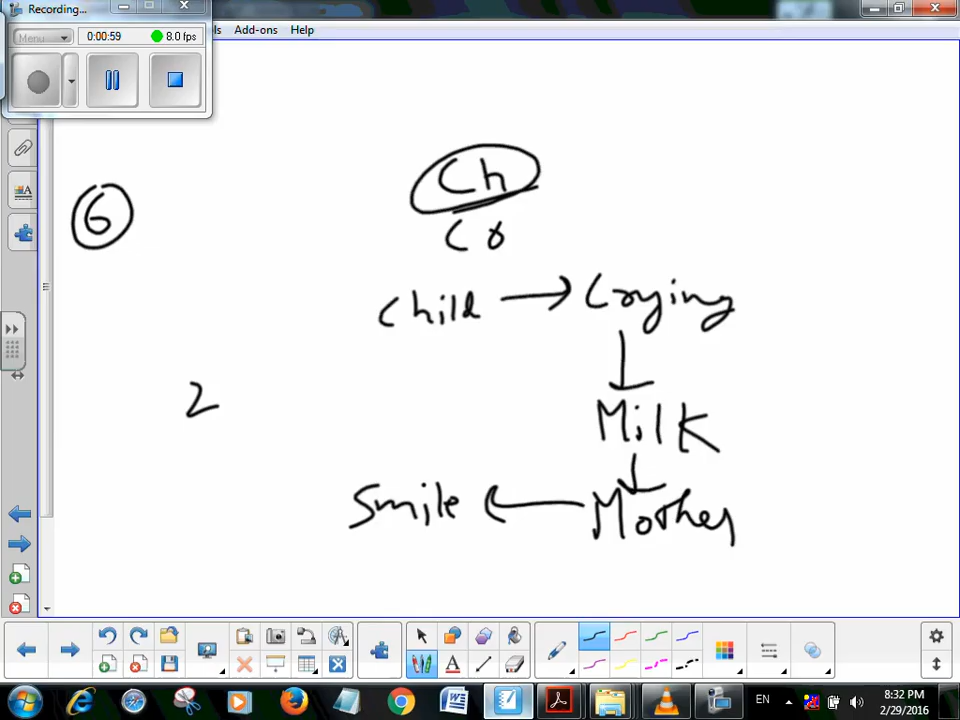 Recording...
Menu
0:00:59
8.0 fps
ls Add-ons Help
6
Ch
Child → Crying
Milk
2
Smile ← Mother
EN
8:32 PM
2/29/2016